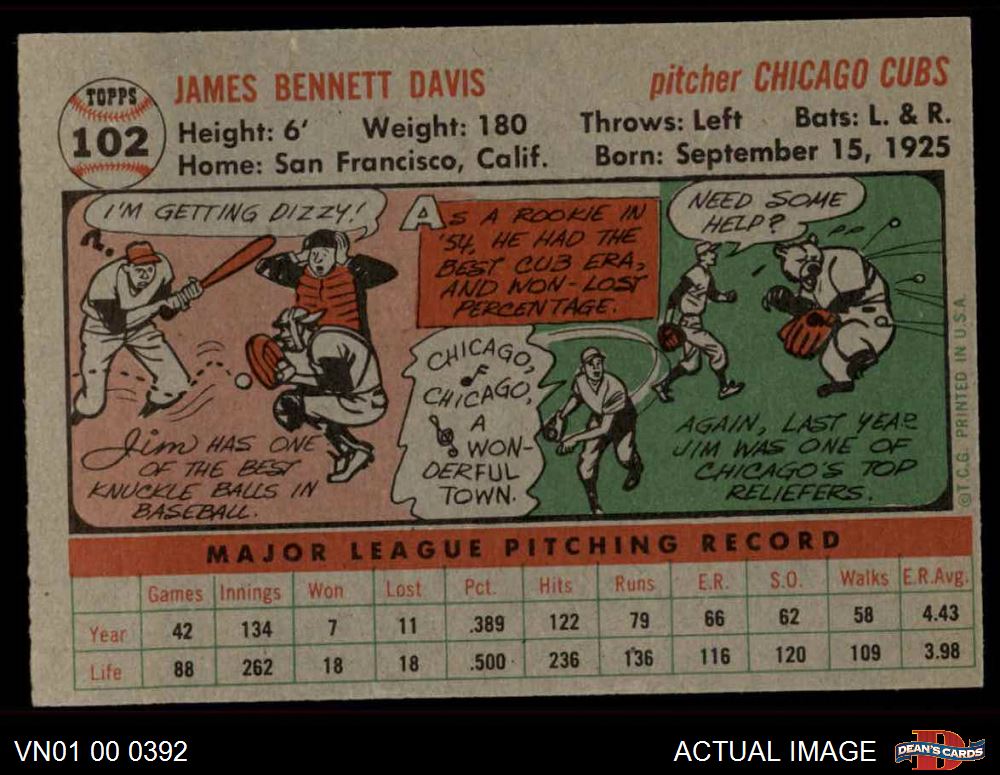 TOPPS
102
JAMES BENNETT DAVIS
pitcher CHICAGO CUBS
Height: 6' Weight: 180 Throws: Left Bats: L. & R.
Home: San Francisco, Calif. Born: September 15, 1925
I'M GETTING DIZZY!
Jim HAS ONE
OF THE BEST
KNUCKLE BALLS IN
BASEBALL.
AS A ROOKIE IN
'54, HE HAD THE
BEST CUB ERA,
AND WON-LOST
PERCENTAGE.
CHICAGO,
CHICAGO,
A
WON-
DERFUL
TOWN.
NEED SOME
HELP?
AGAIN, LAST YEAR
JIM WAS ONE OF
CHICAGO'S TOP
RELIEFERS.
©T.C.G. PRINTED IN U.S.A.
MAJOR LEAGUE PITCHING RECORD
Games Innings Won Lost Pct. Hits Runs E.R. S.O. Walks E.R.Avg.
Year 42 134 7 11 .389 122 79 66 62 58 4.43
Life 88 262 18 18 .500 236 136 116 120 109 3.98
VN01 00 0392
ACTUAL IMAGE
D
DEAN'S CARDS